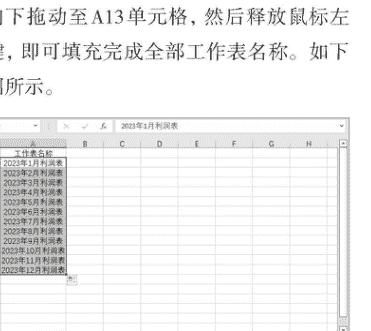 下拖动至A13单元格，然后释放鼠标左
，即可填充完成全部工作表名称。如下
所示。
fx 2023年1月利润表
A B C D E F G H
工作表名称
2023年1月利润表
2023年2月利润表
2023年3月利润表
2023年4月利润表
2023年5月利润表
2023年6月利润表
2023年7月利润表
2023年8月利润表
2023年9月利润表
2023年10月利润表
2023年11月利润表
2023年12月利润表